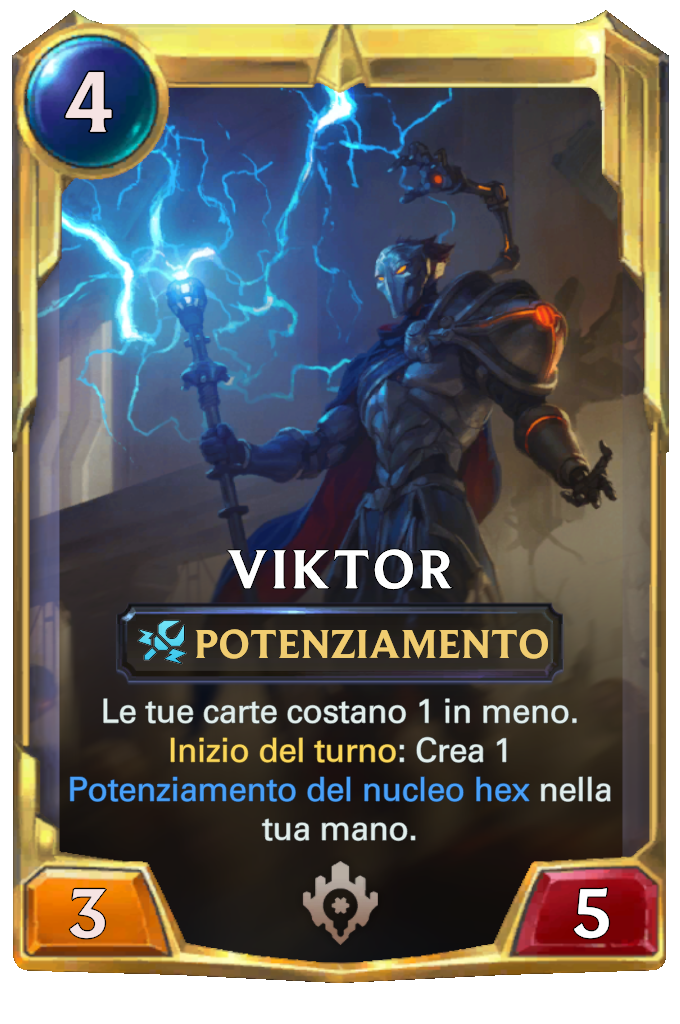 4
VIKTOR
POTENZIAMENTO
Le tue carte costano 1 in meno.
Inizio del turno: Crea 1
Potenziamento del nucleo hex nella
tua mano.
3
5